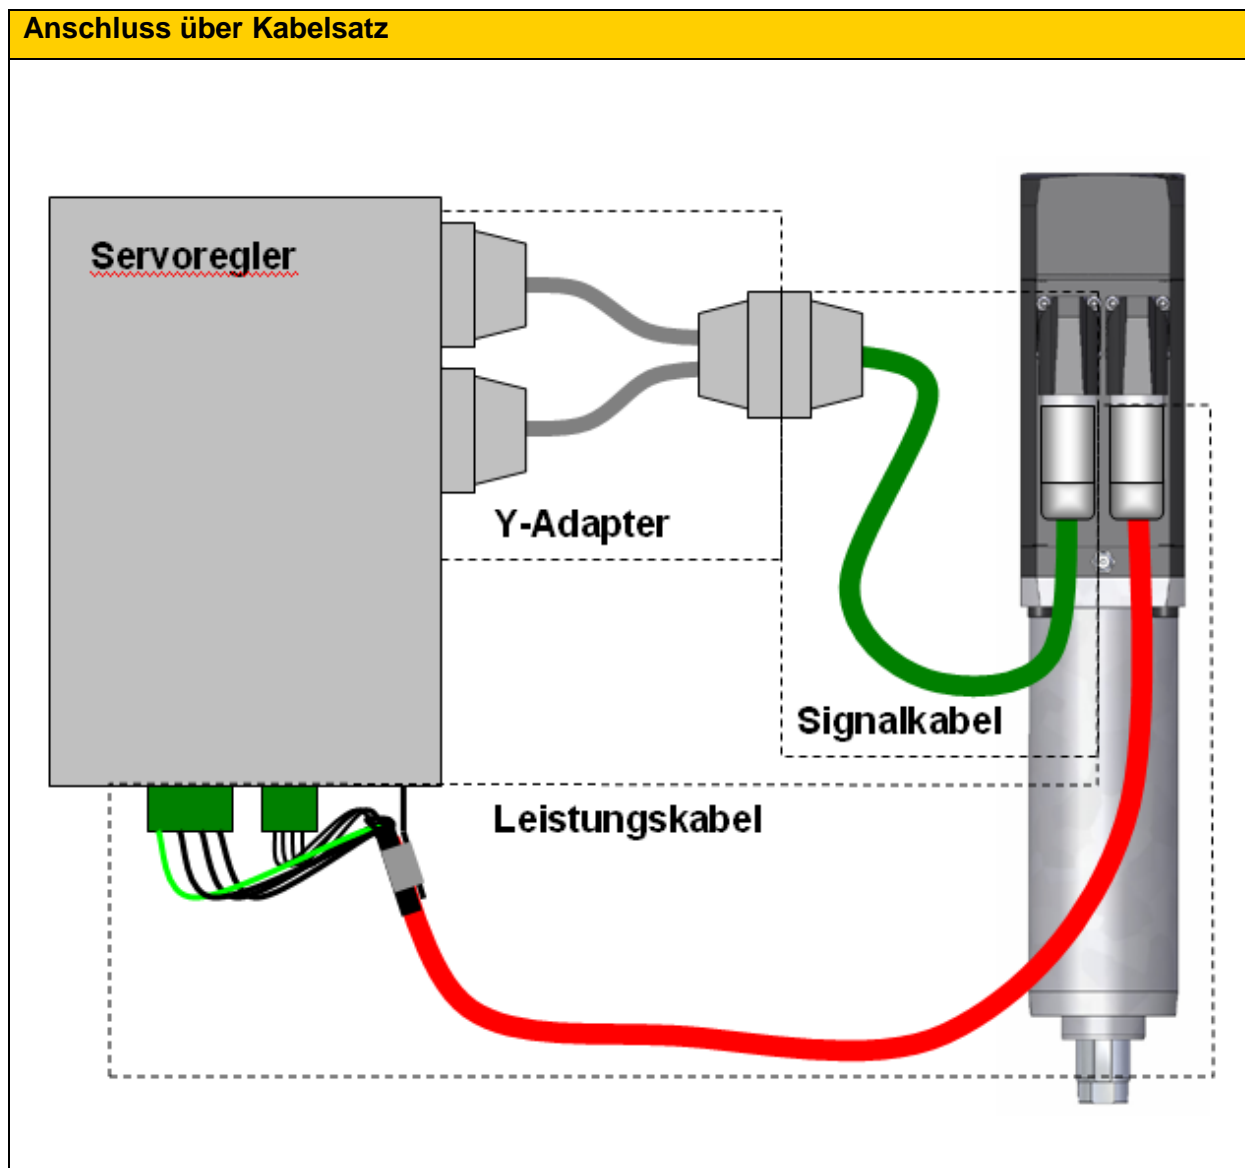 Anschluss über Kabelsatz
Servoregler
Y-Adapter
Signalkabel
Leistungskabel